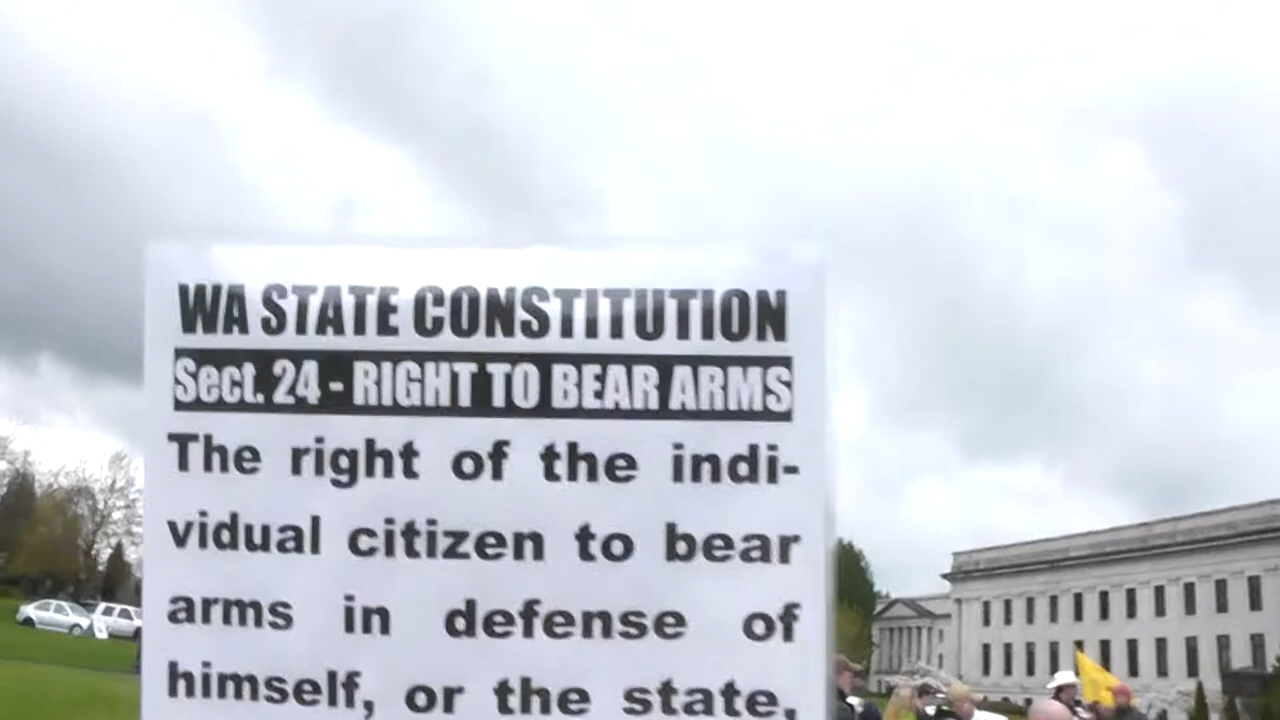 WA STATE CONSTITUTION
Sect. 24 - RIGHT TO BEAR ARMS
The right of the indi-
vidual citizen to bear
arms in defense of
himself, or the state,